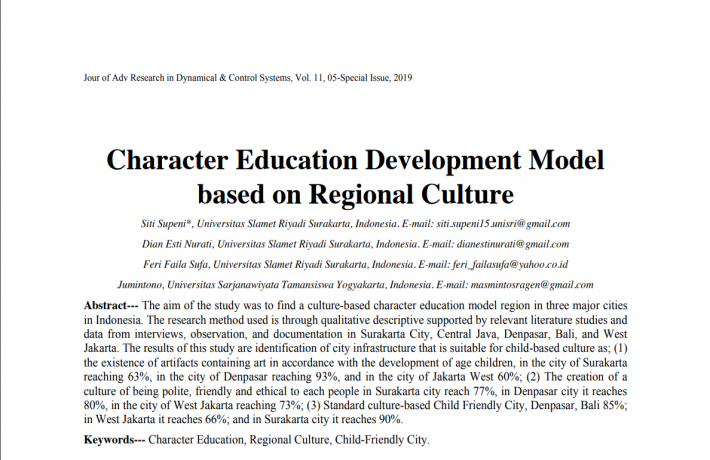 Jour of Adv Research in Dynamical & Control Systems, Vol. 11, 05-Special Issue, 2019
Character Education Development Model
based on Regional Culture
Siti Supeni*, Universitas Slamet Riyadi Surakarta, Indonesia. E-mail: siti.supeni15.unisri@gmail.com
Dian Esti Nurati, Universitas Slamet Riyadi Surakarta, Indonesia. E-mail: dianestinurati@gmail.com
Feri Faila Sufa, Universitas Slamet Riyadi Surakarta, Indonesia. E-mail: feri_failasufa@yahoo.co.id
Jumintono, Universitas Sarjanawiyata Tamansiswa Yogyakarta, Indonesia. E-mail: masmintosragen@gmail.com
Abstract--- The aim of the study was to find a culture-based character education model region in three major cities
in Indonesia. The research method used is through qualitative descriptive supported by relevant literature studies and
data from interviews, observation, and documentation in Surakarta City, Central Java, Denpasar, Bali, and West
Jakarta. The results of this study are identification of city infrastructure that is suitable for child-based culture as; (1)
the existence of artifacts containing art in accordance with the development of age children, in the city of Surakarta
reaching 63%, in the city of Denpasar reaching 93%, and in the city of Jakarta West 60%; (2) The creation of a
culture of being polite, friendly and ethical to each people in Surakarta city reach 77%, in Denpasar city it reaches
80%, in the city of West Jakarta reaching 73%; (3) Standard culture-based Child Friendly City, Denpasar, Bali 85%;
in West Jakarta it reaches 66%; and in Surakarta city it reaches 90%.
Keywords--- Character Education, Regional Culture, Child-Friendly City.